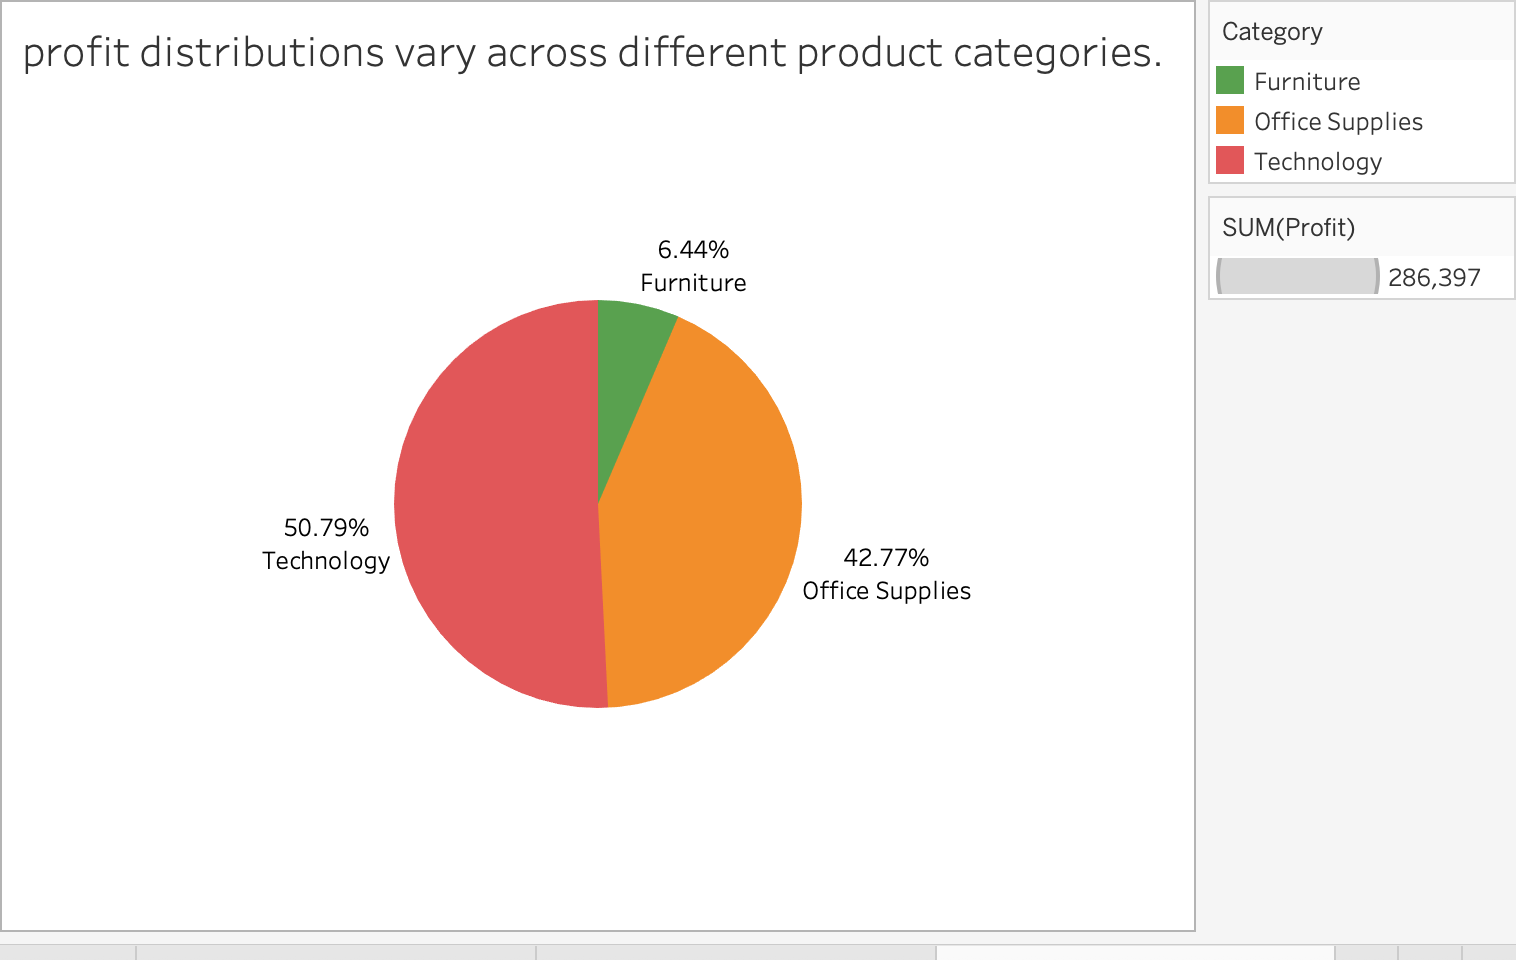 profit distributions vary across different product categories.
6.44%
Furniture
50.79%
Technology
42.77%
Office Supplies
Category
Furniture
Office Supplies
Technology
SUM(Profit)
286,397